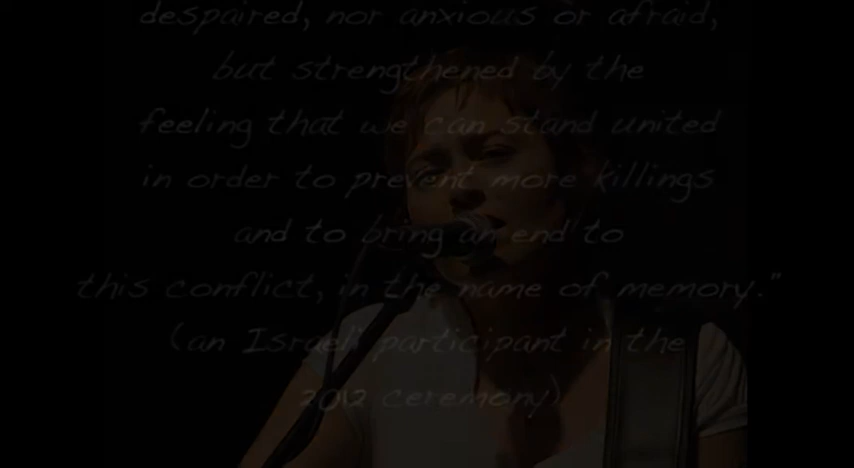 despaired, nor anxious or afraid,
but strengthened by the
feeling that we can stand united
in order to prevent more killings
and to bring an end to
this conflict, in the name of memory."
(an Israeli participant in the
2012 ceremony)